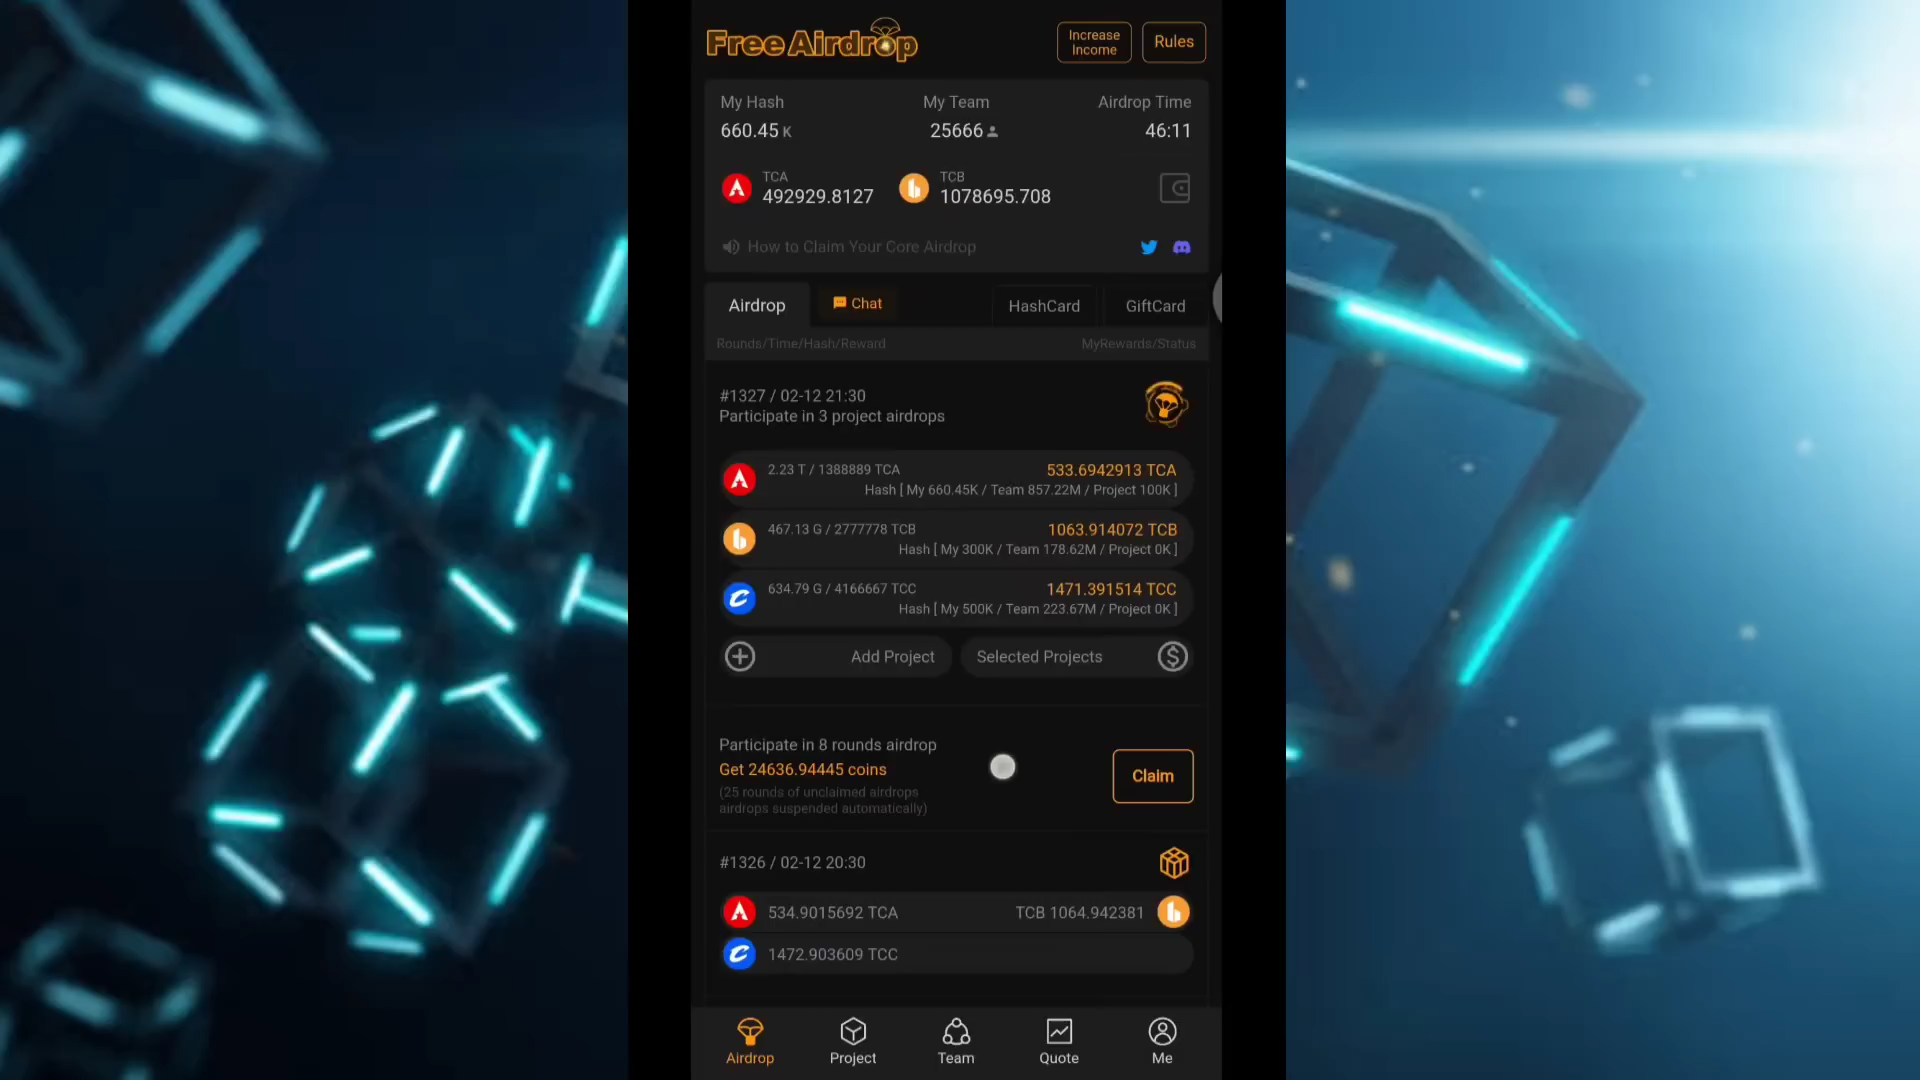 Free Airdrop
Increase
Income
Rules
My Hash
My Team
Airdrop Time
660.45 K
25666
46:11
TCA
492929.8127
TCB
1078695.708
How to Claim Your Core Airdrop
Airdrop
Chat
HashCard
GiftCard
Rounds/Time/Hash/Reward
MyRewards/Status
#1327 / 02-12 21:30
Participate in 3 project airdrops
2.23 T / 1388889 TCA
533.6942913 TCA
Hash [ My 660.45K / Team 857.22M / Project 100K ]
467.13 G / 2777778 TCB
1063.914072 TCB
Hash [ My 300K / Team 178.62M / Project 0K ]
634.79 G / 4166667 TCC
1471.391514 TCC
Hash [ My 500K / Team 223.67M / Project 0K ]
Add Project
Selected Projects
Participate in 8 rounds airdrop
Get 24636.94445 coins
(25 rounds of unclaimed airdrops
airdrops suspended automatically)
Claim
#1326 / 02-12 20:30
534.9015692 TCA
TCB 1064.942381
1472.903609 TCC
Airdrop
Project
Team
Quote
Me